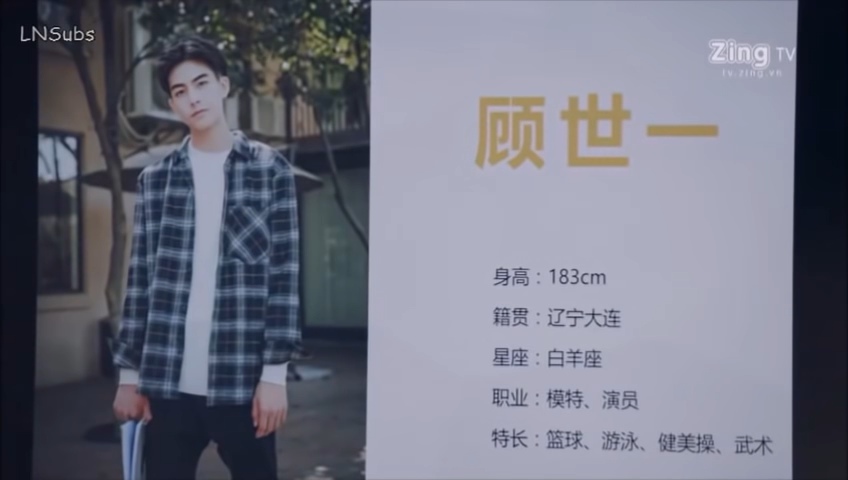 LNSubs
Zing TV
tv.zing.vn
顾世一
身高：183cm
籍贯：辽宁大连
星座：白羊座
职业：模特、演员
特长：篮球、游泳、健美操、武术